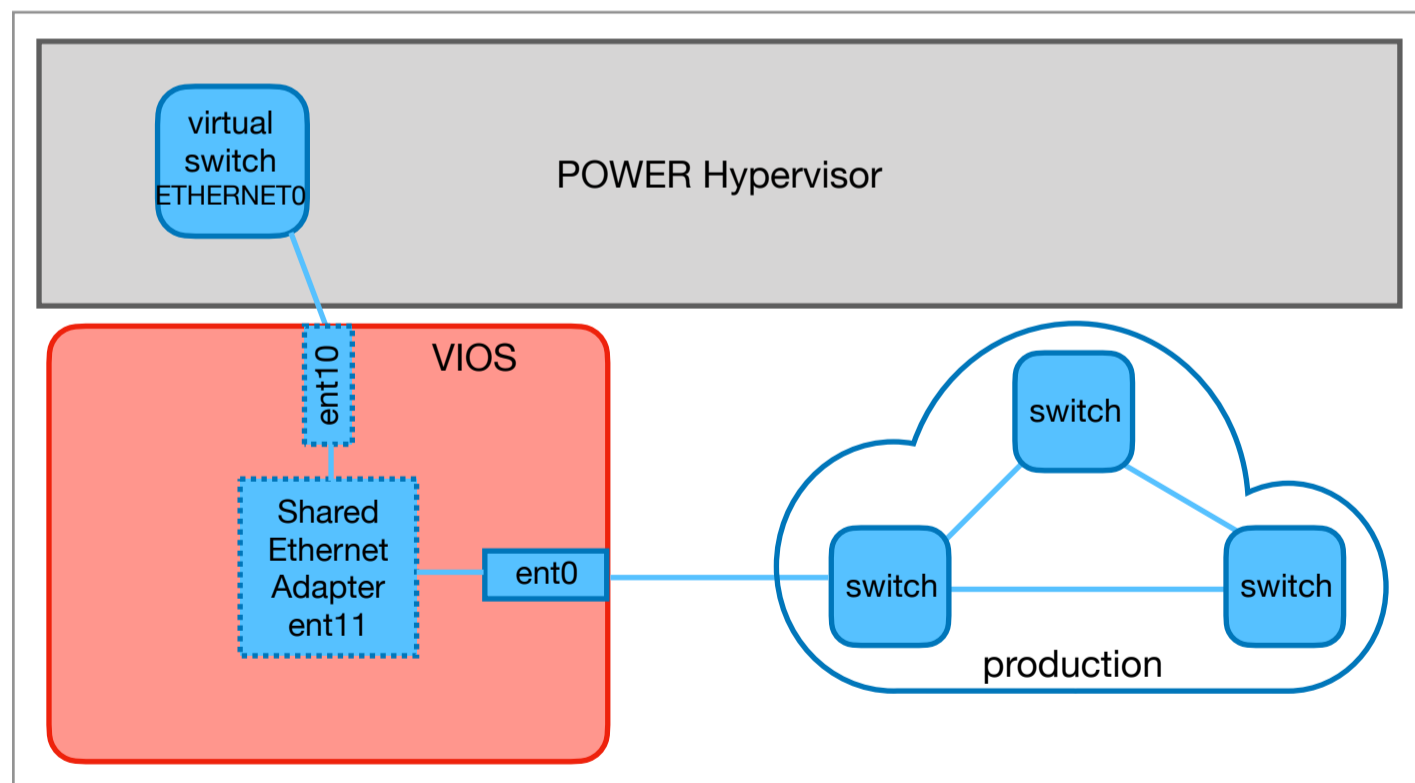 virtual
switch
ETHERNET0
POWER Hypervisor
VIOS
ent10
Shared
Ethernet
Adapter
ent11
ent0
switch
switch
switch
production